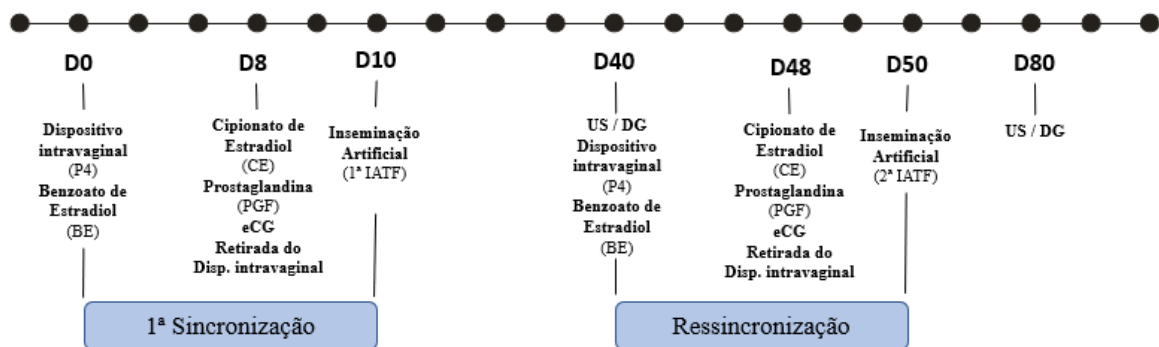 D0
Dispositivo
intravaginal
(P4)
Benzoato de
Estradiol
(BE)
D8
Cipionato de
Estradiol
(CE)
Prostaglandina
(PGF)
eCG
Retirada do
Disp. intravaginal
D10
Inseminação
Artificial
(1ª IATF)
1ª Sincronização
D40
US / DG
Dispositivo
intravaginal
(P4)
Benzoato de
Estradiol
(BE)
D48
Cipionato de
Estradiol
(CE)
Prostaglandina
(PGF)
eCG
Retirada do
Disp. intravaginal
D50
Inseminação
Artificial
(2ª IATF)
Ressincronização
D80
US / DG